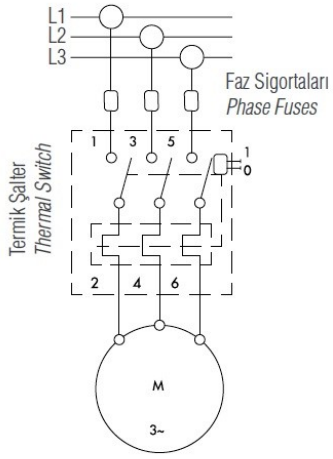 L1
L2
L3
Faz Sigortaları
Phase Fuses
1 3 5
1
0
Termik Şalter
Thermal Switch
2 4 6
M
3~